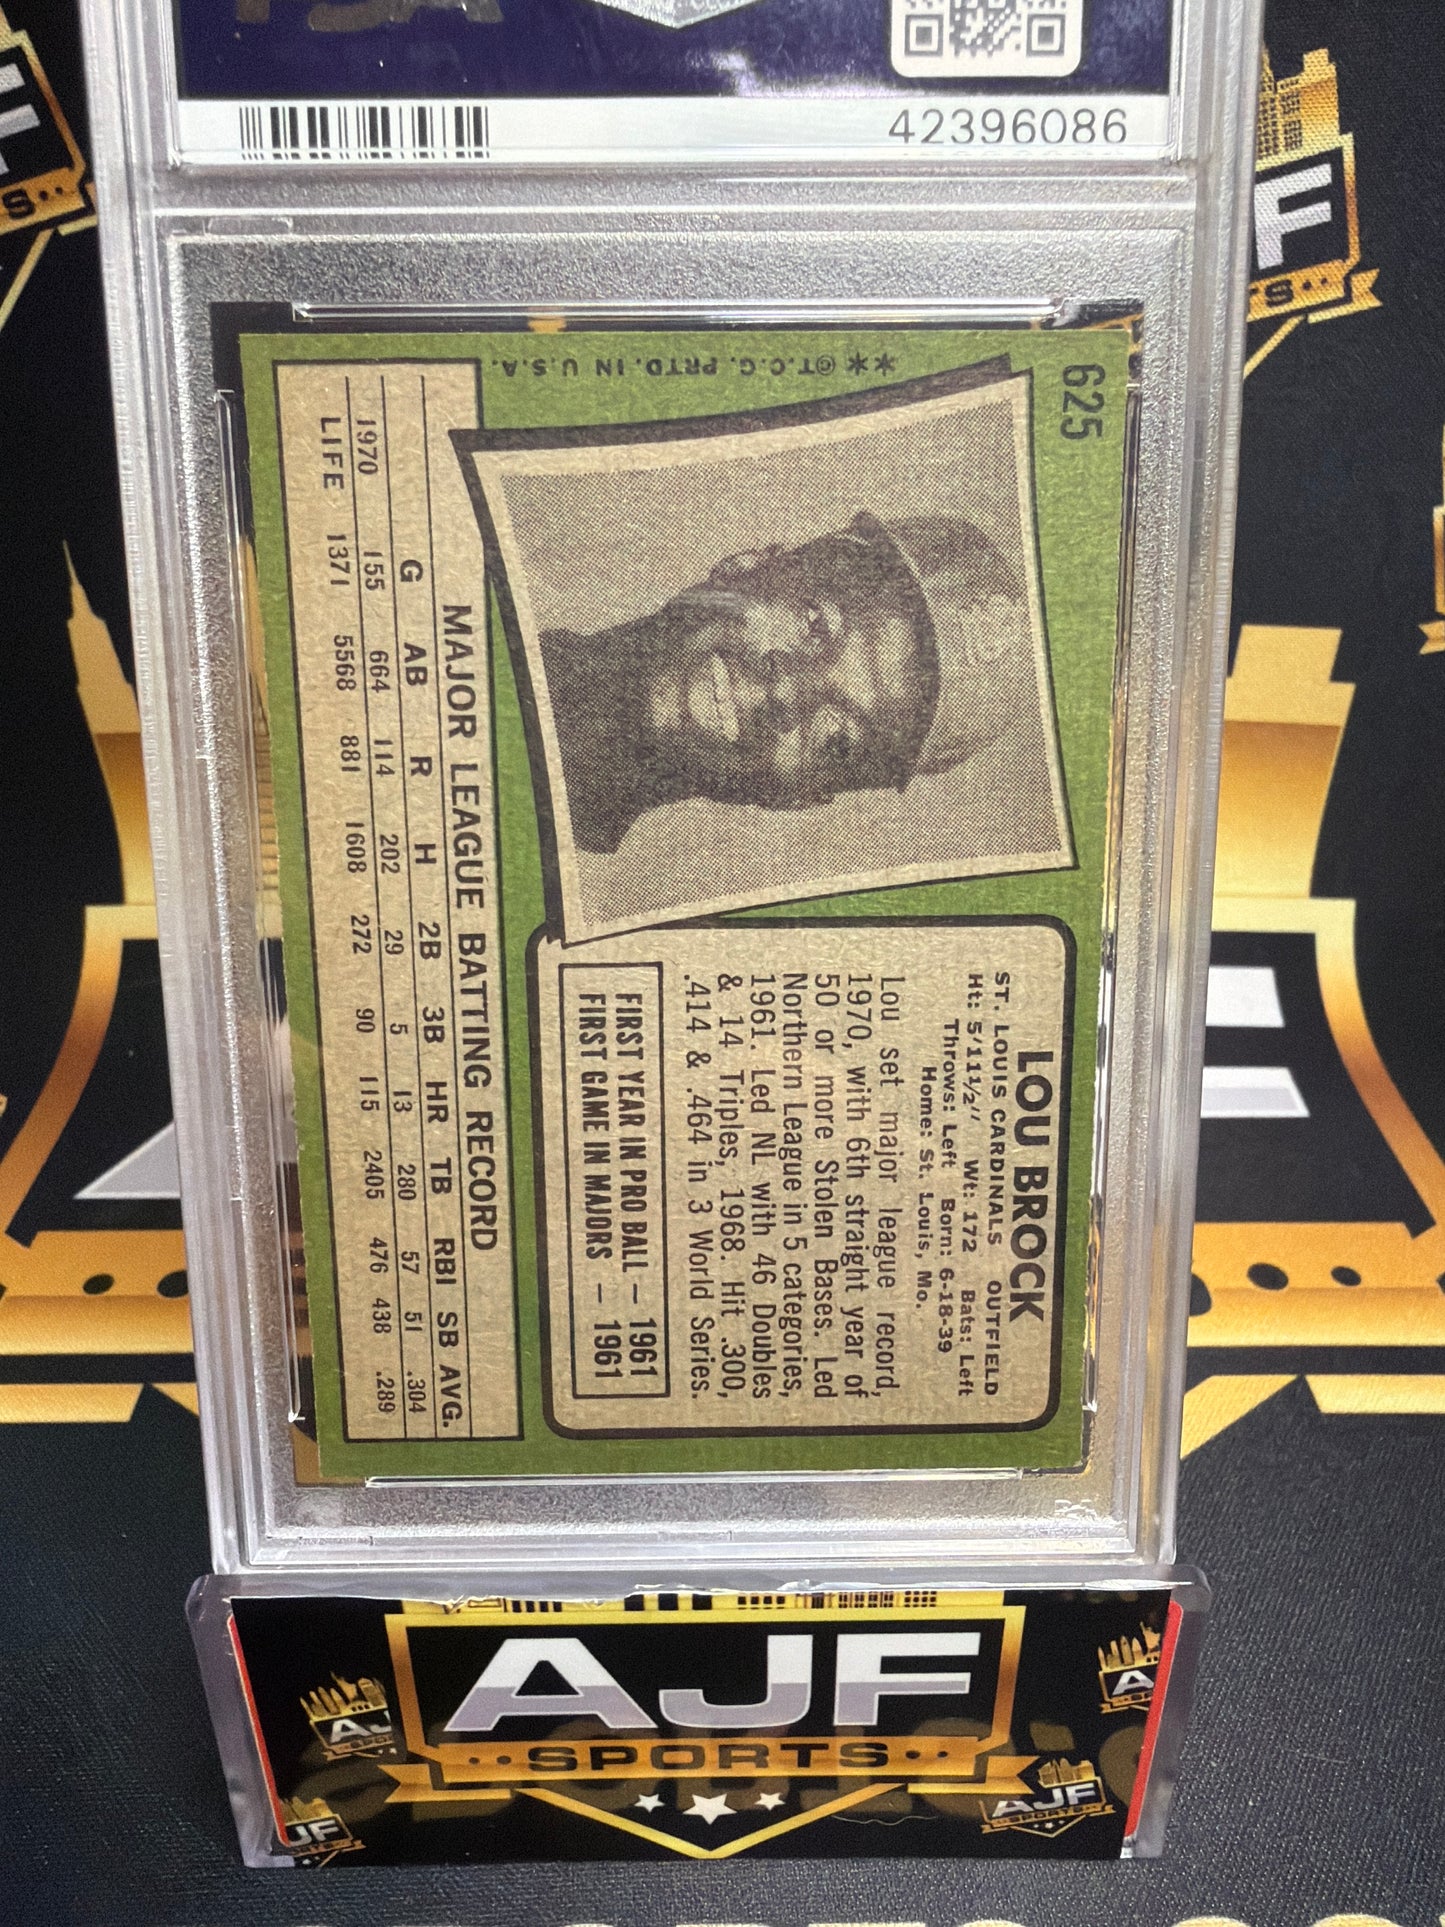 PSA
42396086
625
** ©T.C.G. PRTD. IN U.S.A.
LOU BROCK
ST. LOUIS CARDINALS OUTFIELD
Ht: 5'11½" Wt: 172 Bats: Left
Throws: Left Born: 6-18-39
Home: St. Louis, Mo.
Lou set major league record,
1970, with 6th straight year of
50 or more Stolen Bases. Led
Northern League in 5 categories,
1961. Led NL with 46 Doubles
& 14 Triples, 1968. Hit .300,
.414 & .464 in 3 World Series.
FIRST YEAR IN PRO BALL — 1961
FIRST GAME IN MAJORS — 1961
MAJOR LEAGUE BATTING RECORD
G AB R H 2B 3B HR TB RBI SB AVG.
1970 155 664 114 202 29 5 13 280 57 51 .304
LIFE 1371 5568 881 1608 272 90 115 2405 476 438 .289
AJF
SPORTS
AJF
SPORTS
F
S
F
S